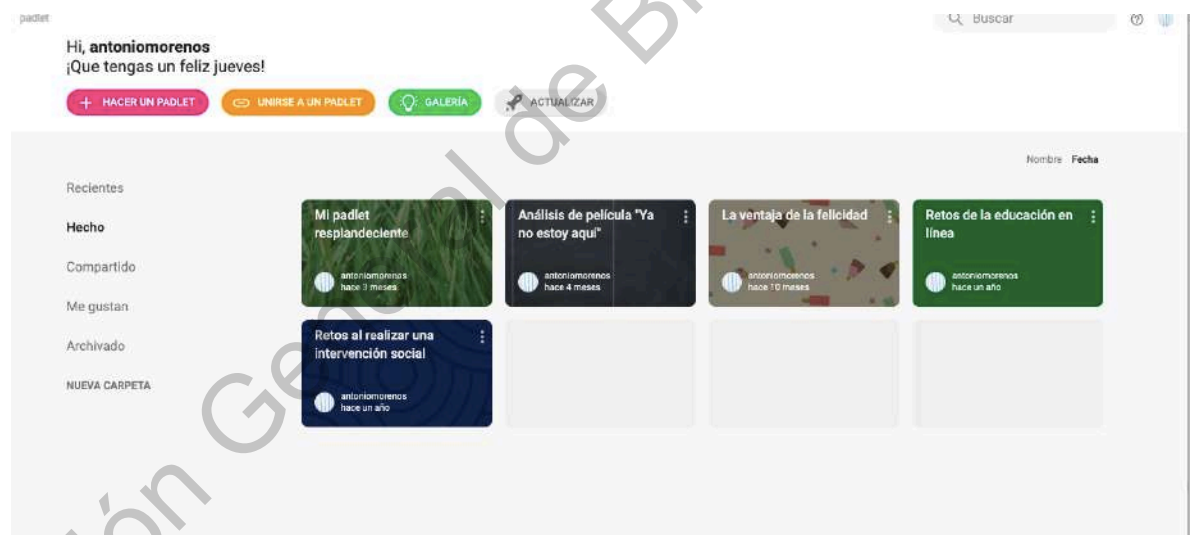 padlet
Buscar
Hi, antoniomorenos
¡Que tengas un feliz jueves!
HACER UN PADLET
UNIRSE A UN PADLET
GALERÍA
ACTUALIZAR
Nombre Fecha
Recientes
Hecho
Compartido
Me gustan
Archivado
NUEVA CARPETA
Mi padlet
resplandeciente
antoniomorenos
hace 3 meses
Análisis de película "Ya
no estoy aquí"
antoniomorenos
hace 4 meses
La ventaja de la felicidad
antoniomorenos
hace 10 meses
Retos de la educación en
línea
antoniomorenos
hace un año
Retos al realizar una
intervención social
antoniomorenos
hace un año
ón General de B